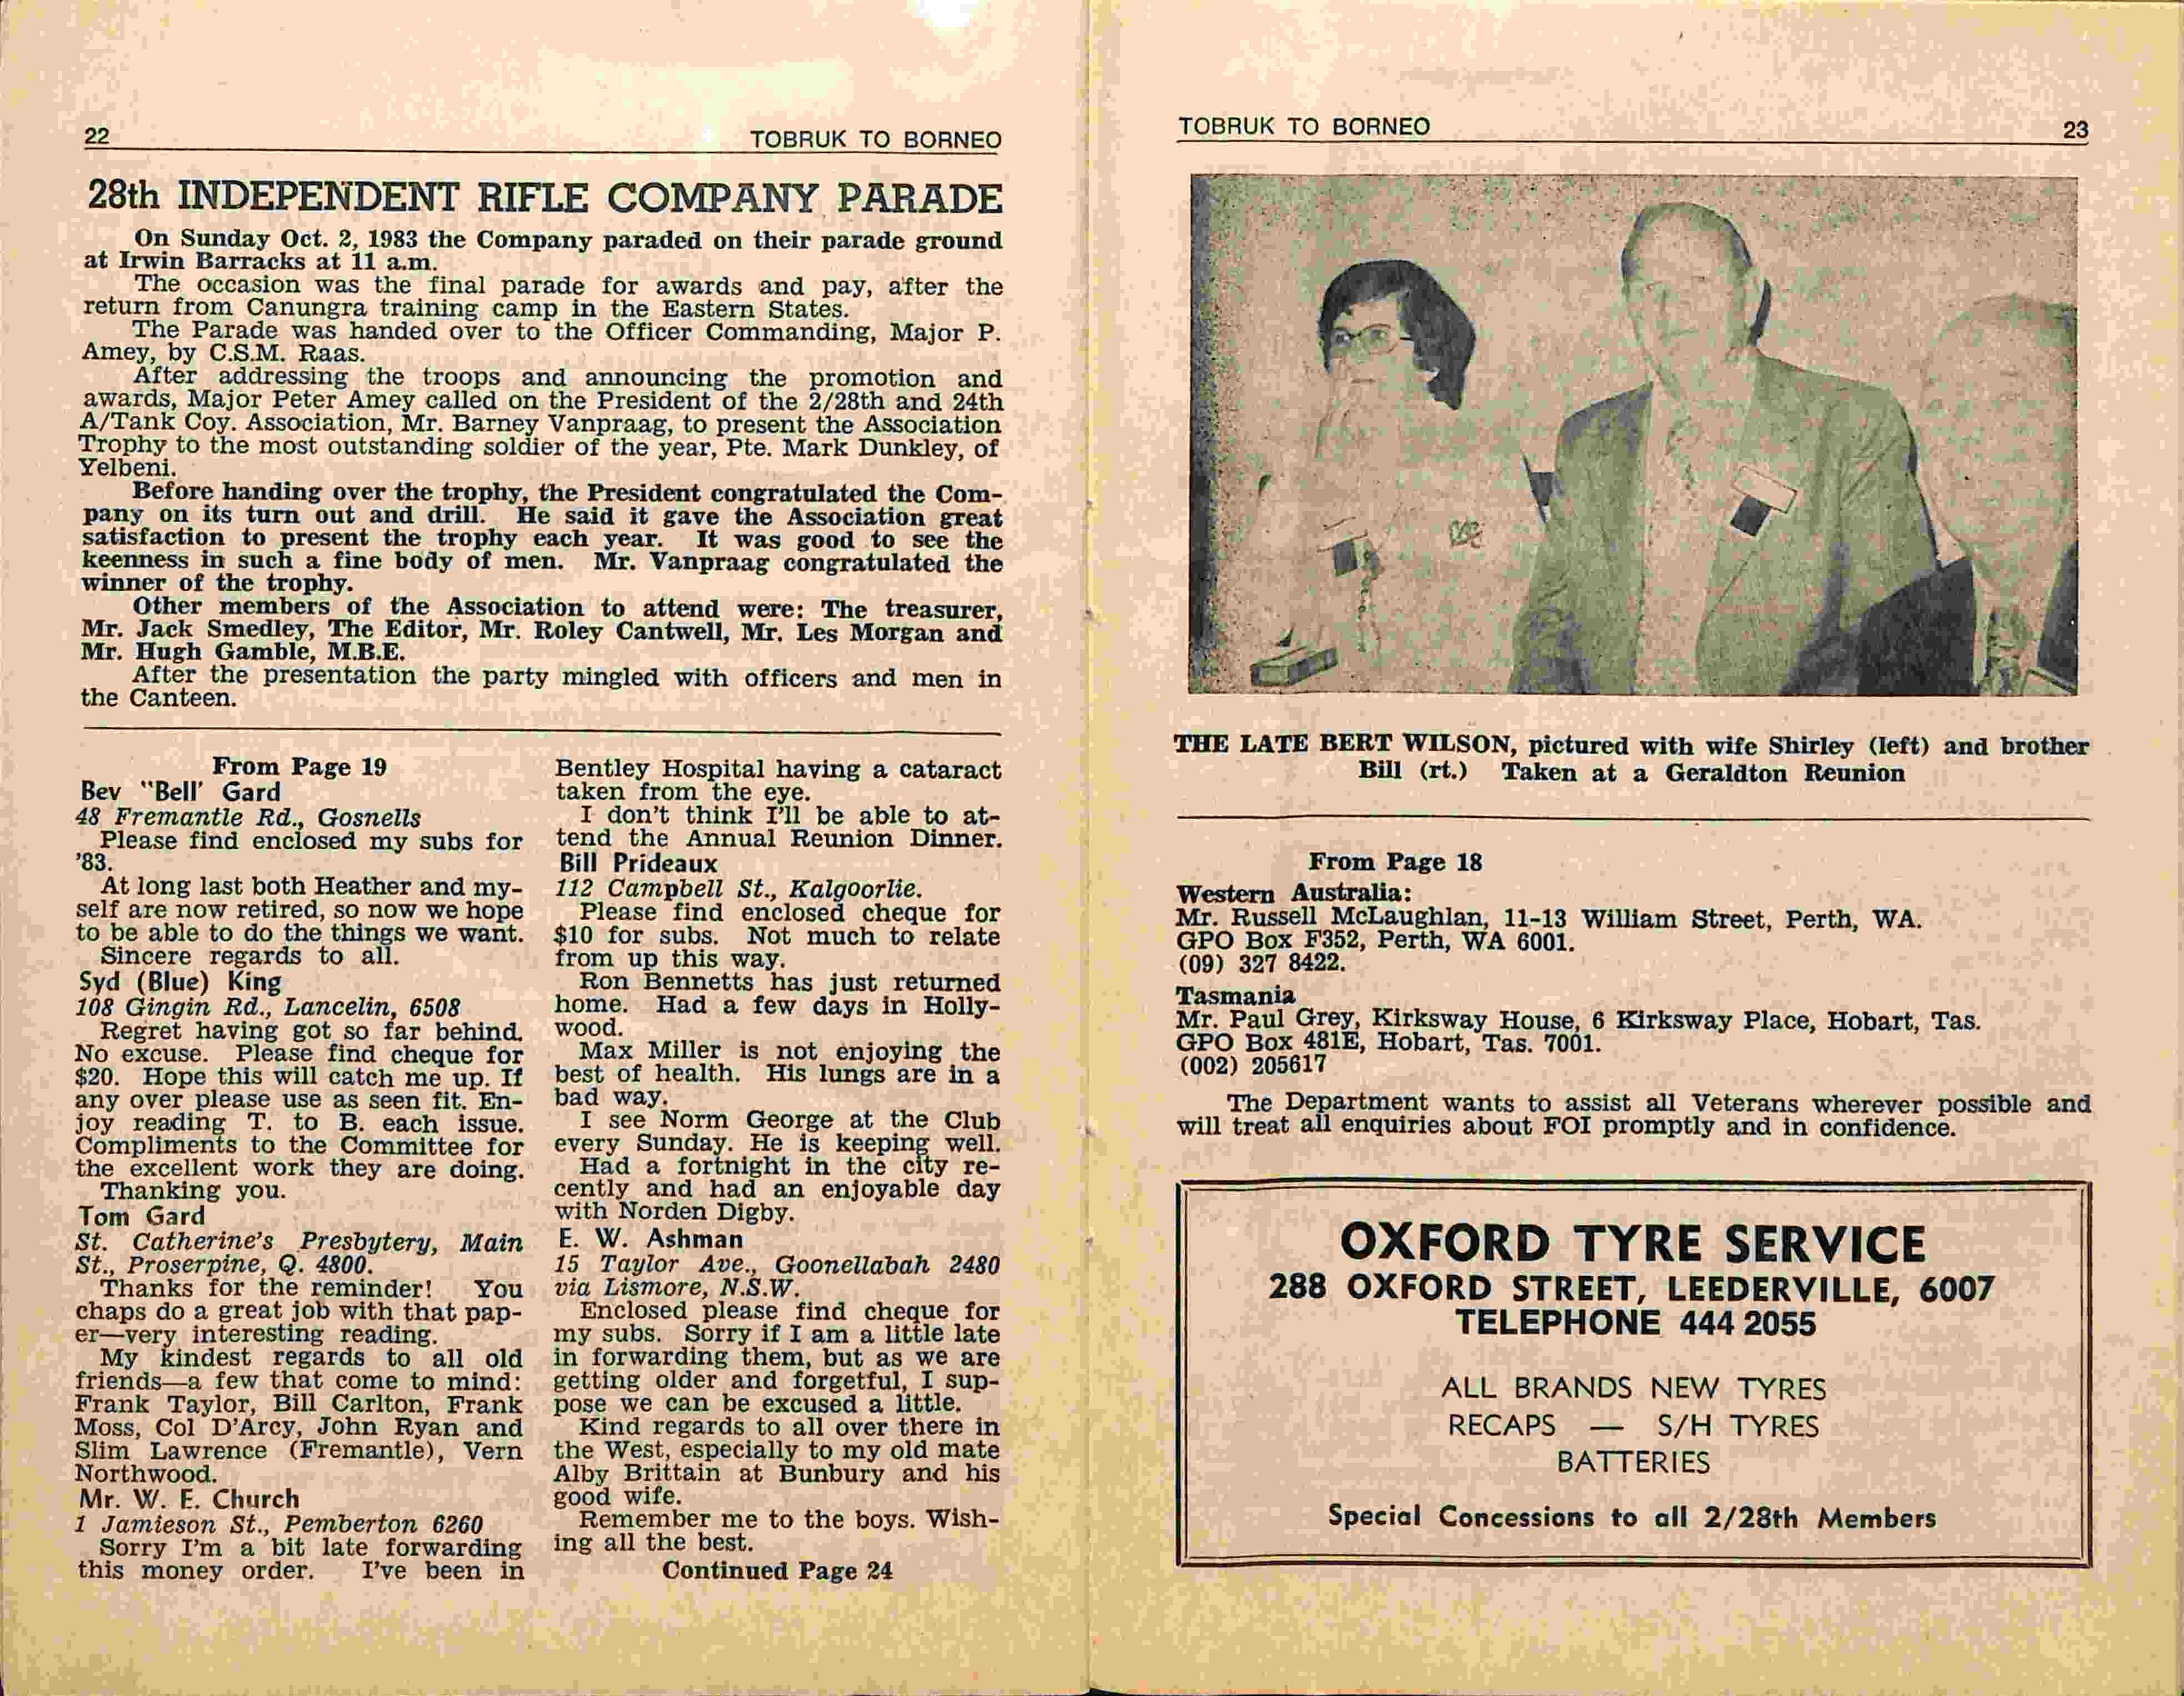 22
TOBRUK TO BORNEO
28th INDEPENDENT RIFLE COMPANY PARADE
On Sunday Oct. 2, 1983 the Company paraded on their parade ground
at Irwin Barracks at 11 a.m.
The occasion was the final parade for awards and pay, after the
return from Canungra training camp in the Eastern States.
The Parade was handed over to the Officer Commanding, Major P.
Amey, by C.S.M. Raas.
After addressing the troops and announcing the promotion and
awards, Major Peter Amey called on the President of the 2/28th and 24th
A/Tank Coy. Association, Mr. Barney Vanpraag, to present the Association
Trophy to the most outstanding soldier of the year, Pte. Mark Dunkley, of
Yelbeni.
Before handing over the trophy, the President congratulated the Com-
pany on its turn out and drill. He said it gave the Association great
satisfaction to present the trophy each year. It was good to see the
keenness in such a fine body of men. Mr. Vanpraag congratulated the
winner of the trophy.
Other members of the Association to attend were: The treasurer,
Mr. Jack Smedley, The Editor, Mr. Roley Cantwell, Mr. Les Morgan and
Mr. Hugh Gamble, M.B.E.
After the presentation the party mingled with officers and men in
the Canteen.
From Page 19
Bev "Bell' Gard
48 Fremantle Rd., Gosnells
Please find enclosed my subs for
'83.
At long last both Heather and my-
self are now retired, so now we hope
to be able to do the things we want.
Sincere regards to all.
Syd (Blue) King
108 Gingin Rd., Lancelin, 6508
Regret having got so far behind.
No excuse. Please find cheque for
$20. Hope this will catch me up. If
any over please use as seen fit. En-
joy reading T. to B. each issue.
Compliments to the Committee for
the excellent work they are doing.
Thanking you.
Tom Gard
St. Catherine's Presbytery, Main
St., Proserpine, Q. 4800.
Thanks for the reminder! You
chaps do a great job with that pap-
er—very interesting reading.
My kindest regards to all old
friends—a few that come to mind:
Frank Taylor, Bill Carlton, Frank
Moss, Col D'Arcy, John Ryan and
Slim Lawrence (Fremantle), Vern
Northwood.
Mr. W. E. Church
1 Jamieson St., Pemberton 6260
Sorry I'm a bit late forwarding
this money order. I've been in
Bentley Hospital having a cataract
taken from the eye.
I don't think I'll be able to at-
tend the Annual Reunion Dinner.
Bill Prideaux
112 Campbell St., Kalgoorlie.
Please find enclosed cheque for
$10 for subs. Not much to relate
from up this way.
Ron Bennetts has just returned
home. Had a few days in Holly-
wood.
Max Miller is not enjoying the
best of health. His lungs are in a
bad way.
I see Norm George at the Club
every Sunday. He is keeping well.
Had a fortnight in the city re-
cently and had an enjoyable day
with Norden Digby.
E. W. Ashman
15 Taylor Ave., Goonellabah 2480
via Lismore, N.S.W.
Enclosed please find cheque for
my subs. Sorry if I am a little late
in forwarding them, but as we are
getting older and forgetful, I sup-
pose we can be excused a little.
Kind regards to all over there in
the West, especially to my old mate
Alby Brittain at Bunbury and his
good wife.
Remember me to the boys. Wish-
ing all the best.
Continued Page 24
TOBRUK TO BORNEO
23
THE LATE BERT WILSON, pictured with wife Shirley (left) and brother
Bill (rt.) Taken at a Geraldton Reunion
From Page 18
Western Australia:
Mr. Russell McLaughlan, 11-13 William Street, Perth, WA.
GPO Box F352, Perth, WA 6001.
(09) 327 8422.
Tasmania
Mr. Paul Grey, Kirksway House, 6 Kirksway Place, Hobart, Tas.
GPO Box 481E, Hobart, Tas. 7001.
(002) 205617
The Department wants to assist all Veterans wherever possible and
will treat all enquiries about FOI promptly and in confidence.
OXFORD TYRE SERVICE
288 OXFORD STREET, LEEDERVILLE, 6007
TELEPHONE 444 2055
ALL BRANDS NEW TYRES
RECAPS — S/H TYRES
BATTERIES
Special Concessions to all 2/28th Members